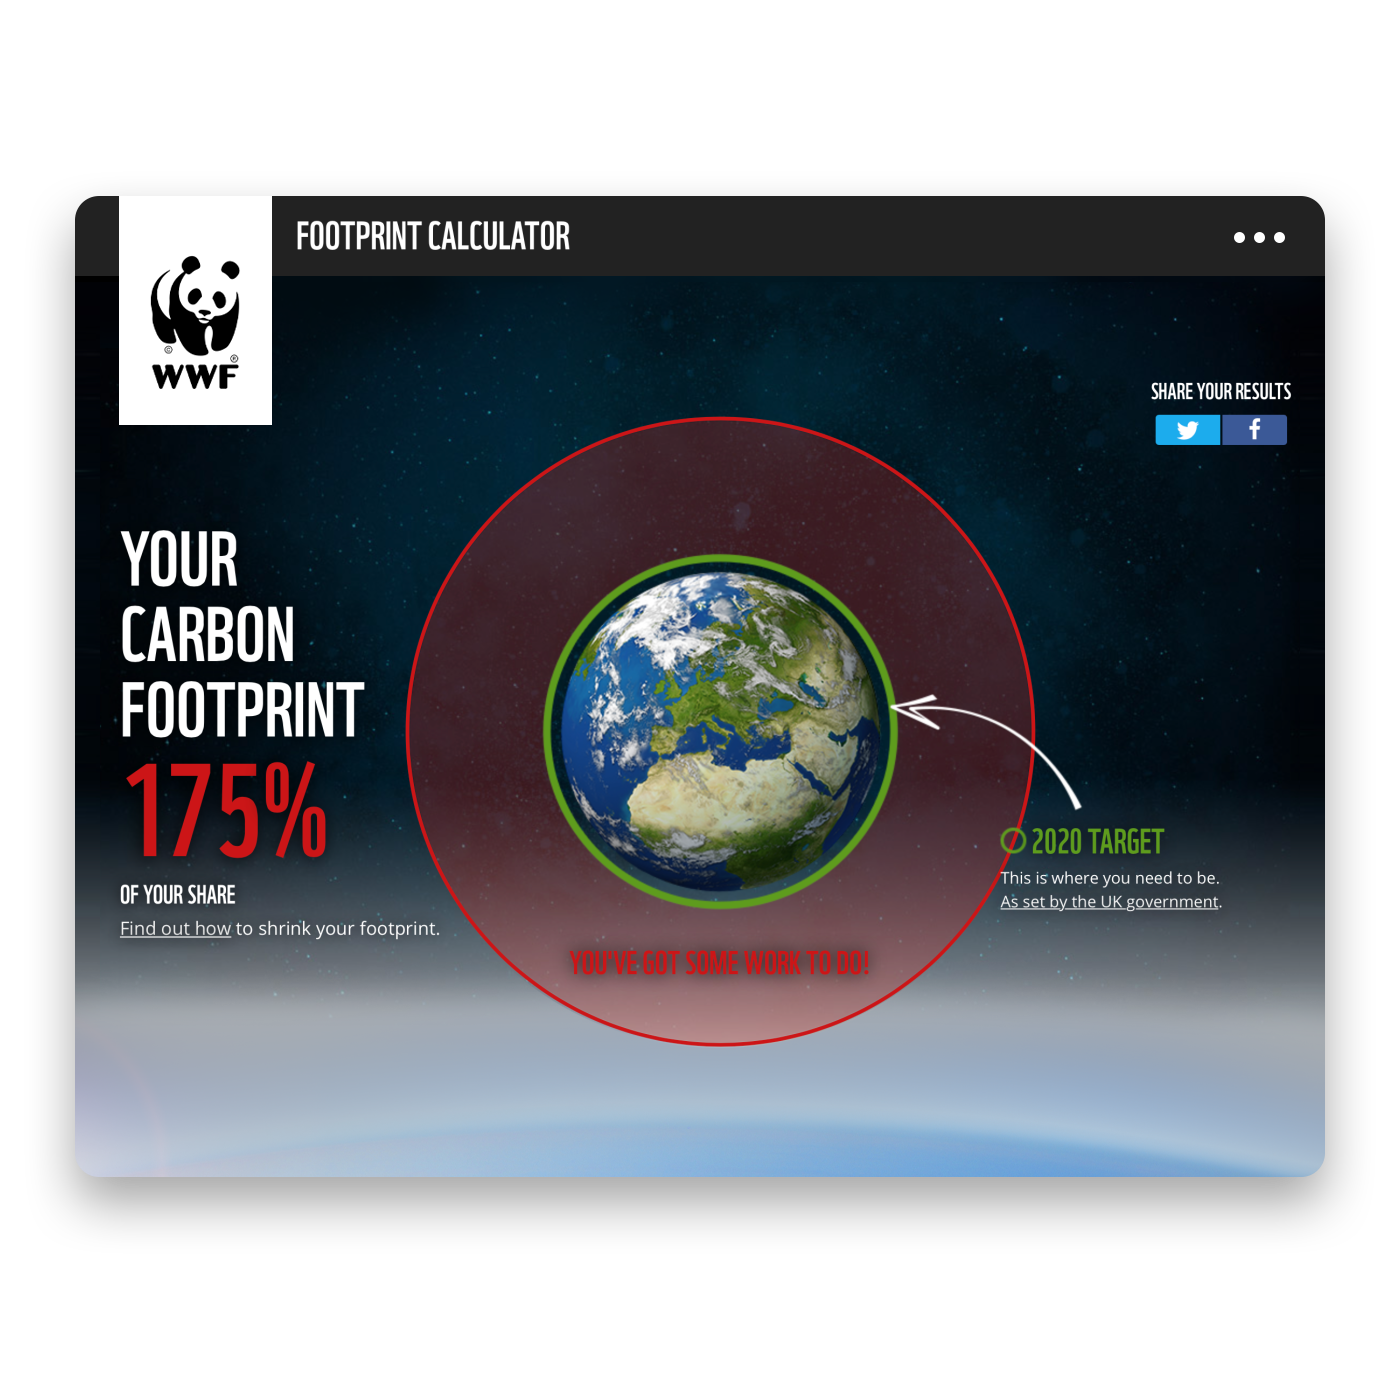 FOOTPRINT CALCULATOR
©
®
WWF
SHARE YOUR RESULTS
YOUR
CARBON
FOOTPRINT
175%
OF YOUR SHARE
Find out how to shrink your footprint.
2020 TARGET
This is where you need to be.
As set by the UK government.
YOU'VE GOT SOME WORK TO DO!